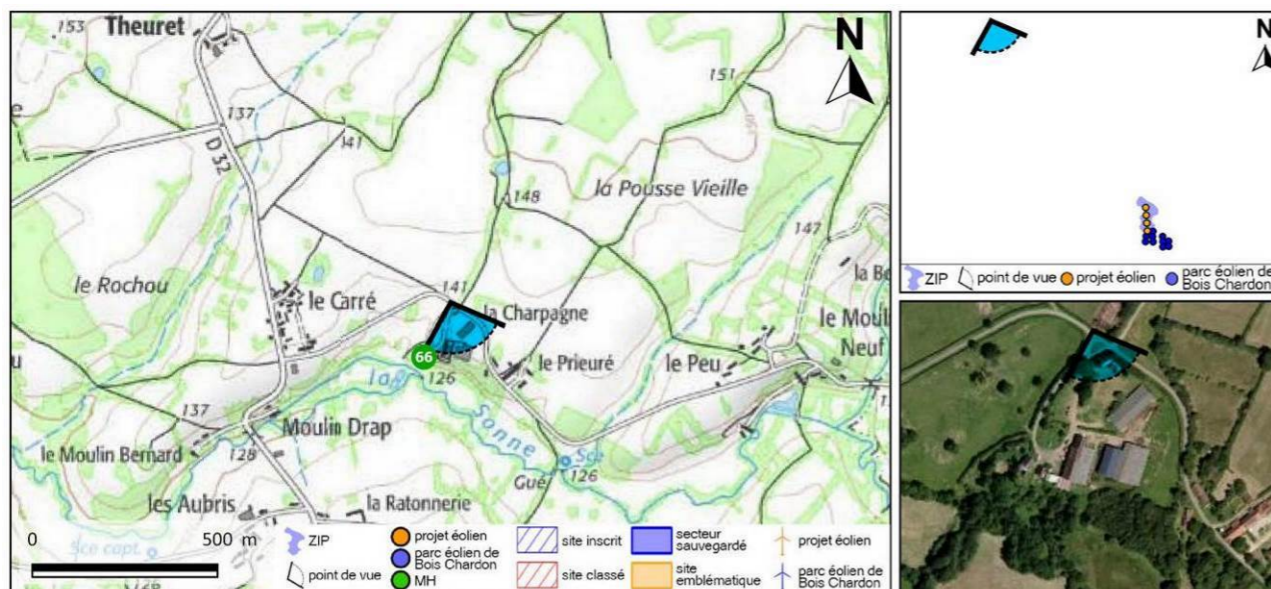 153
Theuret
N
137
151
141
D 32
la Pousse Vieille
148
147
le Rochou
141
le Carré
la Charpagne
le Moulin
Neuf
66
126
le Prieuré
le Peu
la
Sonne
137
Moulin Drap
le Moulin Bernard
128
Sce
126
Gué
les Aubris
la Ratonnerie
Sce capt.
0
500 m
ZIP
point de vue
projet éolien
parc éolien de
Bois Chardon
MH
site inscrit
site classé
secteur
sauvegardé
site
emblématique
projet éolien
parc éolien de
Bois Chardon
N
ZIP
point de vue
projet éolien
parc éolien de
Bois Chardon